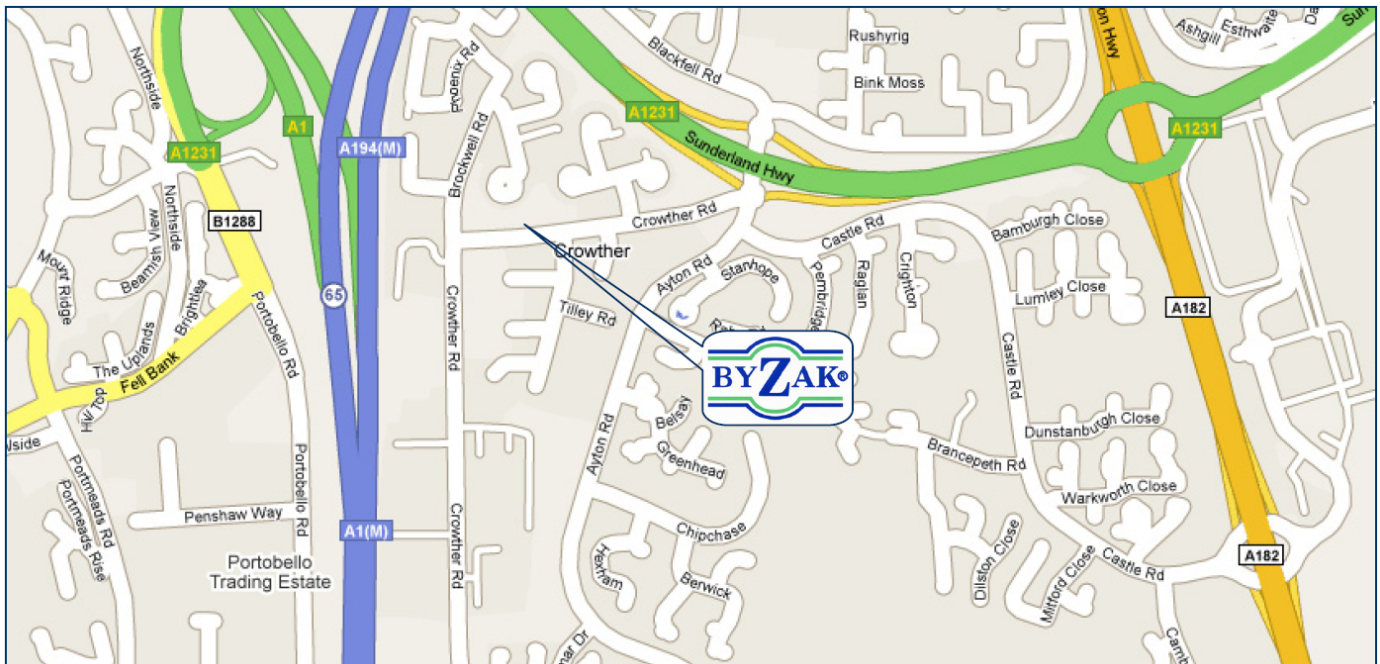 Northside
Phoenix Rd
Blackfell Rd
Rushyrig
Ashgill
Esthwaite
Bink Moss
A1231
A1
A194(M)
A1231
Sunderland Hwy
A1231
Brockwell Rd
B1288
Northside
Beamish View
Mount Ridge
Brightlea
Crowther Rd
Crowther
Castle Rd
Bamburgh Close
Ayton Rd
Stanhope
Pembridge
Raglan
Crighton
Lumley Close
A182
65
Portobello Rd
Crowther Rd
Tilley Rd
The Uplands
Fell Bank
Hill Top
BYZAK®
Castle Rd
Belsay
Greenhead
Ayton Rd
Dunstanburgh Close
Brancepeth Rd
Warkworth Close
Portmeads Rd
Portmeads Rise
Portobello Rd
Penshaw Way
A1(M)
Crowther Rd
Chipchase
Hexham
Berwick
Dilston Close
Mitford Close
Castle Rd
A182
Portobello
Trading Estate